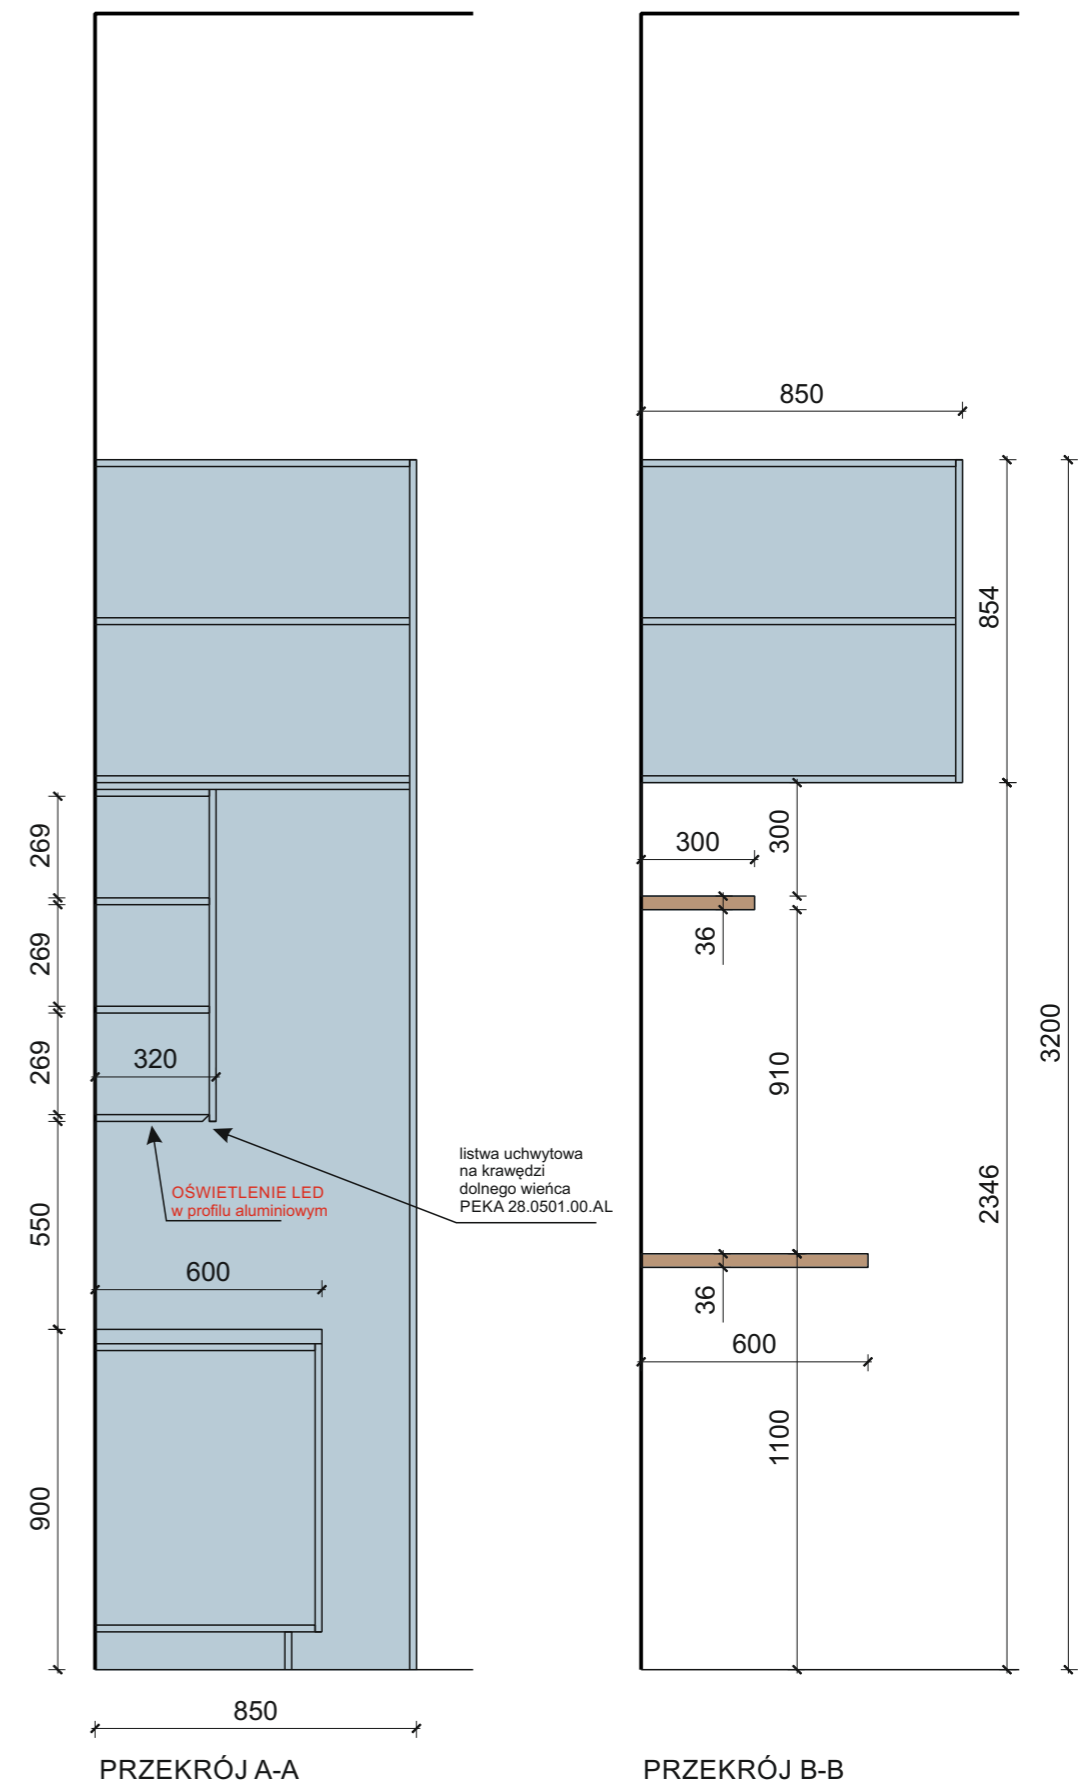 850
854
3200
300
300
36
910
2346
36
600
1100
269
269
269
320
550
OŚWIETLENIE LED
w profilu aluminiowym
listwa uchwytowa
na krawędzi
dolnego wieńca
PEKA 28.0501.00.AL
600
900
850
PRZEKRÓJ A-A
PRZEKRÓJ B-B